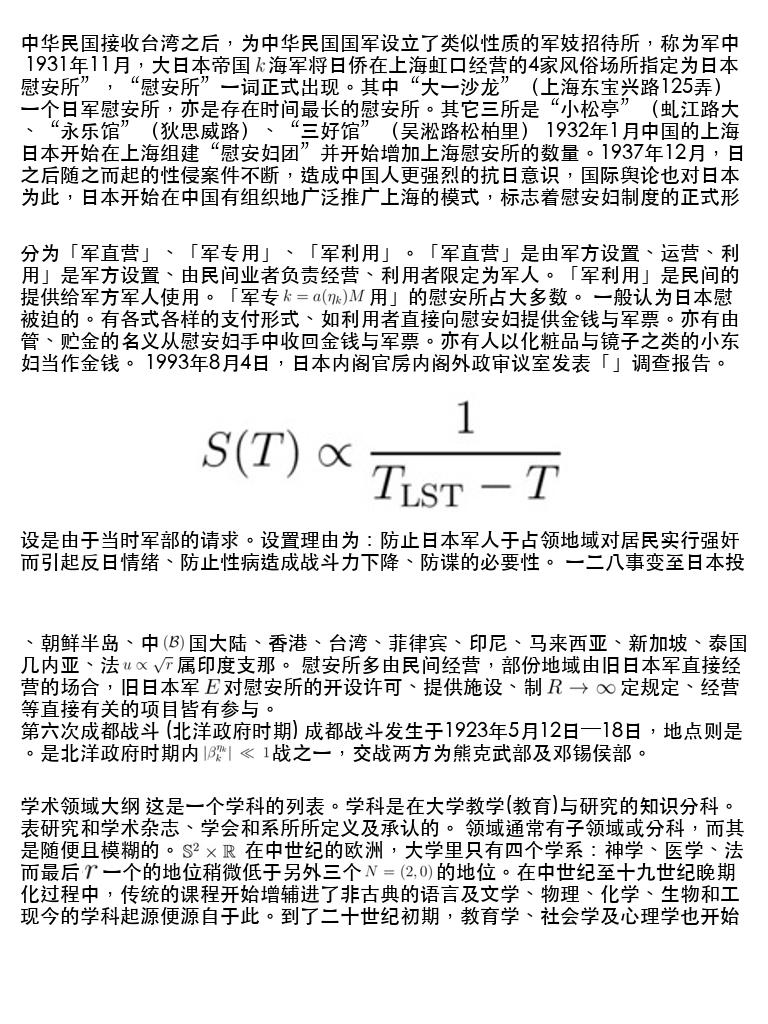 中华民国接收台湾之后，为中华民国国军设立了类似性质的军妓招待所，称为军中
1931年11月，大日本帝国 k 海军将日侨在上海虹口经营的4家风俗场所指定为日本
慰安所”，“慰安所”一词正式出现。其中“大一沙龙”（上海东宝兴路125弄）
一个日军慰安所，亦是存在时间最长的慰安所。其它三所是“小松亭”（虬江路大
、“永乐馆”（狄思威路）、“三好馆”（吴淞路松柏里） 1932年1月中国的上海
日本开始在上海组建“慰安妇团”并开始增加上海慰安所的数量。1937年12月，日
之后随之而起的性侵案件不断，造成中国人更强烈的抗日意识，国际舆论也对日本
为此，日本开始在中国有组织地广泛推广上海的模式，标志着慰安妇制度的正式形
分为「军直营」、「军专用」、「军利用」。「军直营」是由军方设置、运营、利
用」是军方设置、由民间业者负责经营、利用者限定为军人。「军利用」是民间的
提供给军方军人使用。「军专 k = a(η_k)M 用」的慰安所占大多数。 一般认为日本慰
被迫的。有各式各样的支付形式、如利用者直接向慰安妇提供金钱与军票。亦有由
管、贮金的名义从慰安妇手中收回金钱与军票。亦有人以化粧品与镜子之类的小东
妇当作金钱。 1993年8月4日，日本内阁官房内阁外政审议室发表「」调查报告。
S(T) ∝ 1 / (T_LST − T)
设是由于当时军部的请求。设置理由为：防止日本军人于占领地域对居民实行强奸
而引起反日情绪、防止性病造成战斗力下降、防谍的必要性。 一二八事变至日本投
、朝鲜半岛、中 (ℬ) 国大陆、香港、台湾、菲律宾、印尼、马来西亚、新加坡、泰国
几内亚、法 u ∝ √r 属印度支那。 慰安所多由民间经营，部份地域由旧日本军直接经
营的场合，旧日本军 E 对慰安所的开设许可、提供施设、制 R → ∞ 定规定、经营
等直接有关的项目皆有参与。
第六次成都战斗 (北洋政府时期) 成都战斗发生于1923年5月12日—18日，地点则是
。是北洋政府时期内 |β_k^{η_k}| ≪ 1 战之一，交战两方为熊克武部及邓锡侯部。
学术领域大纲 这是一个学科的列表。学科是在大学教学(教育)与研究的知识分科。
表研究和学术杂志、学会和系所所定义及承认的。 领域通常有子领域或分科，而其
是随便且模糊的。 𝕊² × ℝ 在中世纪的欧洲，大学里只有四个学系：神学、医学、法
而最后 r 一个的地位稍微低于另外三个 N = (2,0) 的地位。在中世纪至十九世纪晚期
化过程中，传统的课程开始增辅进了非古典的语言及文学、物理、化学、生物和工
现今的学科起源便源自于此。到了二十世纪初期，教育学、社会学及心理学也开始